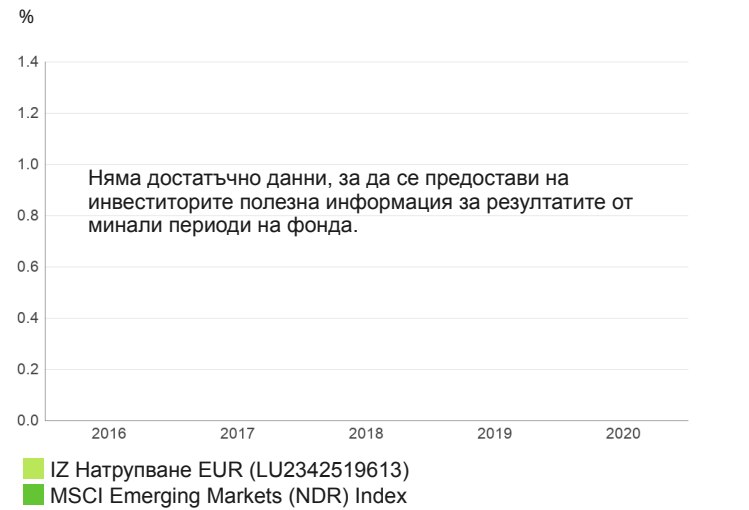 %
1.4
1.2
1.0
Няма достатъчно данни, за да се предостави на
инвеститорите полезна информация за резултатите от
0.8
минали периоди на фонда.
0.6
0.4
0.2
0.0
2016 2017 2018 2019 2020
IZ Натрупване EUR (LU2342519613)
MSCI Emerging Markets (NDR) Index